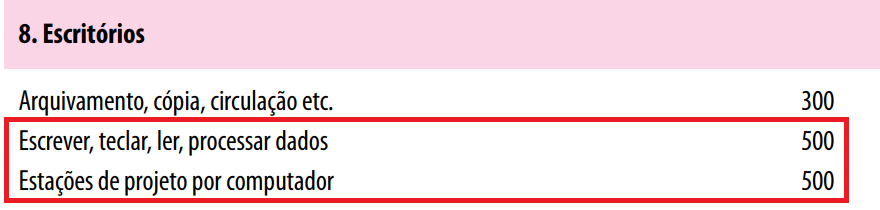 8. Escritórios
Arquivamento, cópia, circulação etc. 300
Escrever, teclar, ler, processar dados 500
Estações de projeto por computador 500